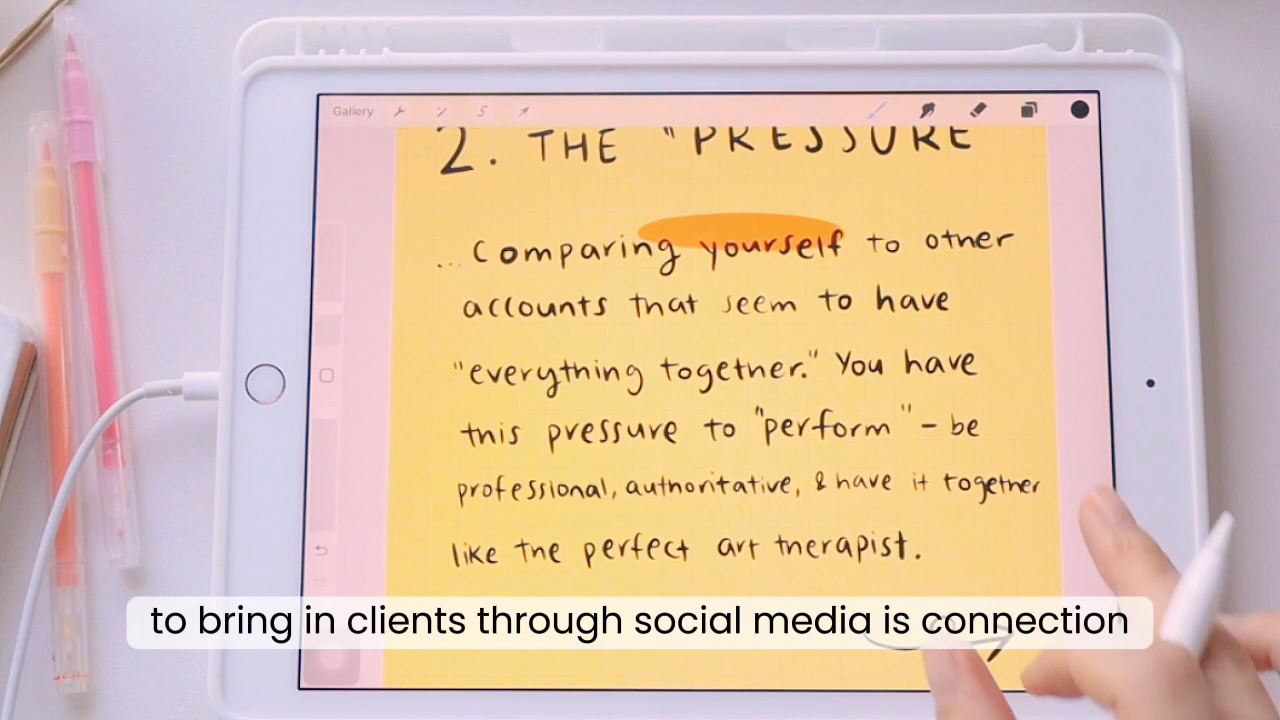 Gallery
2. THE "PRESSURE
... Comparing yourself to other
accounts that seem to have
"everything together." You have
this pressure to "perform" - be
professional, authoritative, & have it together
like the perfect art therapist.
to bring in clients through social media is connection